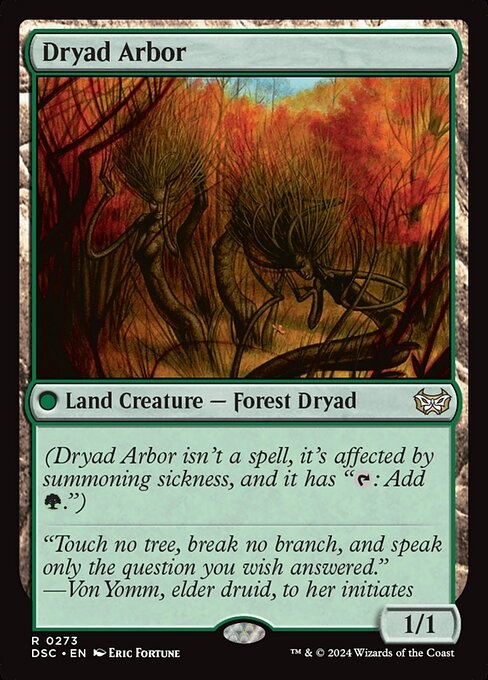 Dryad Arbor
Land Creature — Forest Dryad
(Dryad Arbor isn't a spell, it's affected by
summoning sickness, and it has “: Add
.”)
“Touch no tree, break no branch, and speak
only the question you wish answered.”
—Von Yomm, elder druid, to her initiates
1/1
R 0273
DSC • EN Eric Fortune
™ & © 2024 Wizards of the Coast